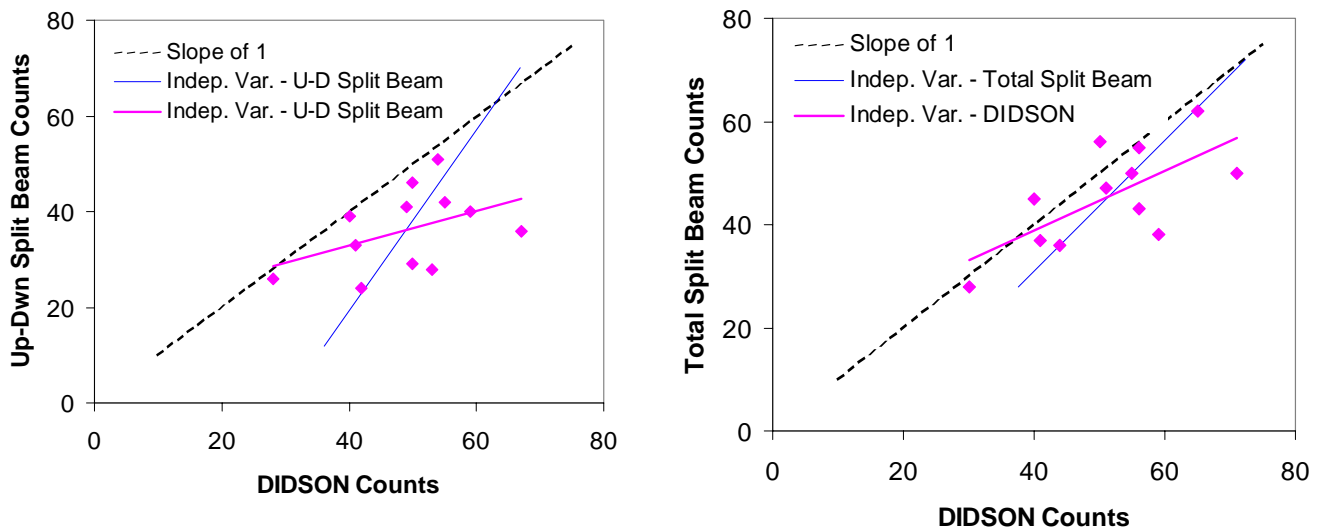 80
60
40
20
0
Up-Dwn Split Beam Counts
Slope of 1
Indep. Var. - U-D Split Beam
Indep. Var. - U-D Split Beam
0 20 40 60 80
DIDSON Counts
80
60
40
20
0
Total Split Beam Counts
Slope of 1
Indep. Var. - Total Split Beam
Indep. Var. - DIDSON
0 20 40 60 80
DIDSON Counts